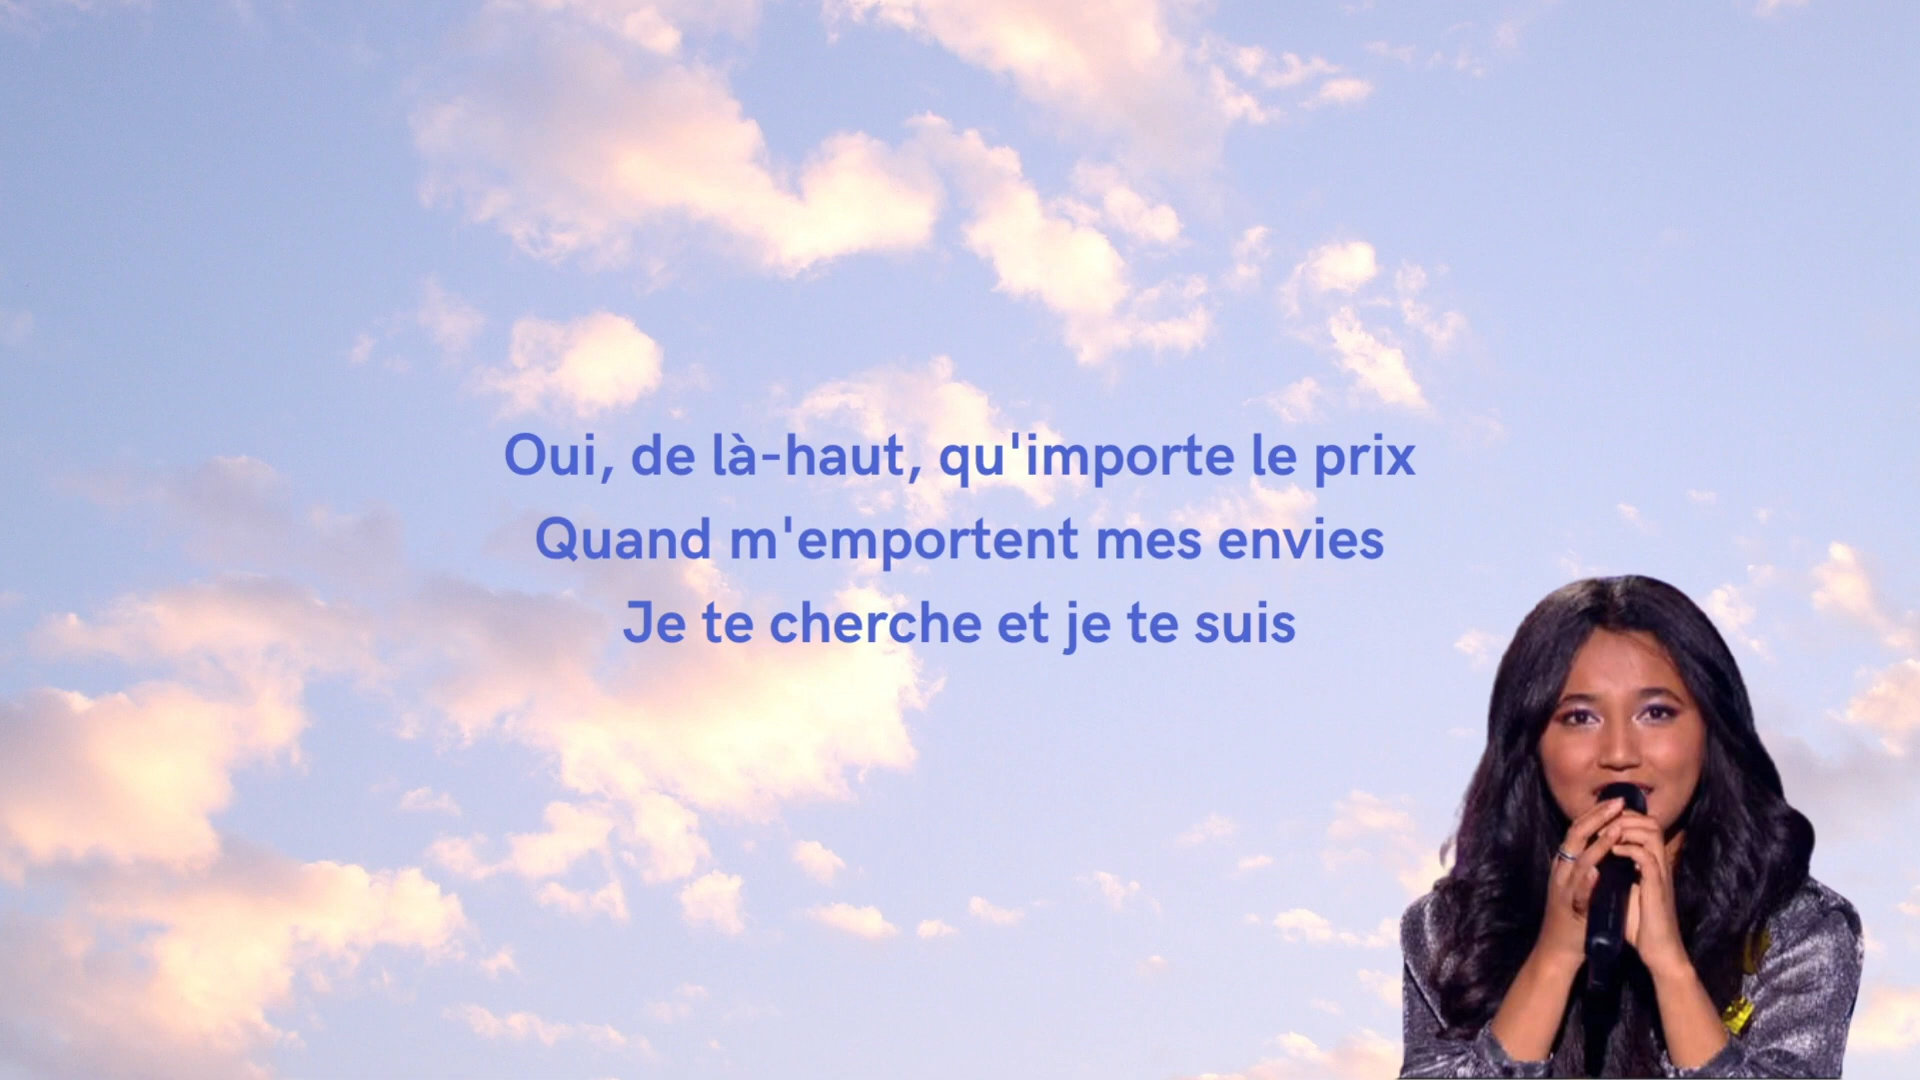 Oui, de là-haut, qu'importe le prix
Quand m'emportent mes envies
Je te cherche et je te suis